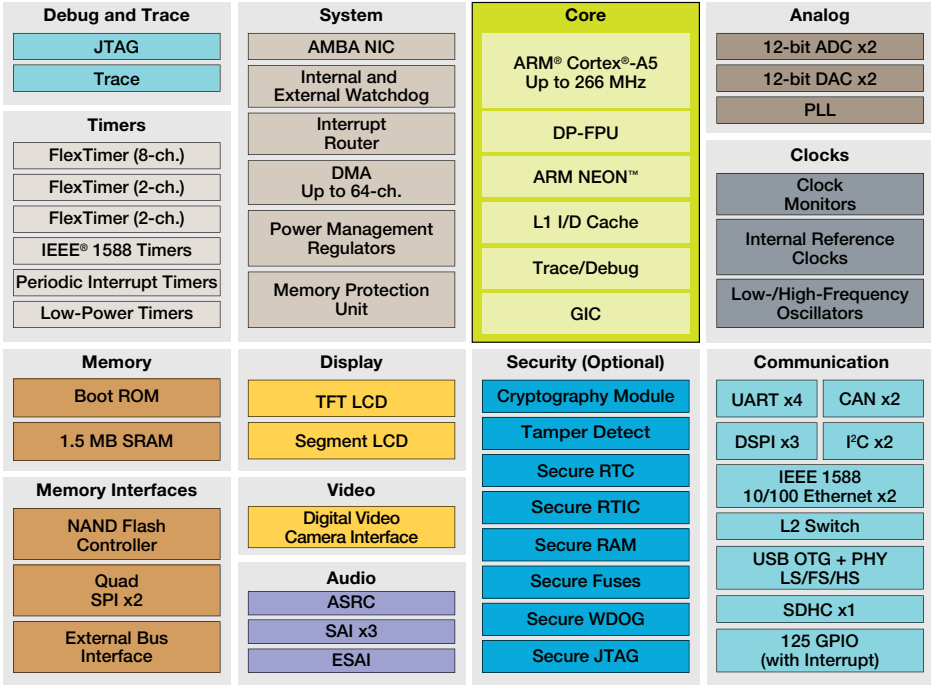 Debug and Trace
JTAG
Trace
Timers
FlexTimer (8-ch.)
FlexTimer (2-ch.)
FlexTimer (2-ch.)
IEEE® 1588 Timers
Periodic Interrupt Timers
Low-Power Timers
System
AMBA NIC
Internal and
External Watchdog
Interrupt
Router
DMA
Up to 64-ch.
Power Management
Regulators
Memory Protection
Unit
Core
ARM® Cortex®-A5
Up to 266 MHz
DP-FPU
ARM NEON™
L1 I/D Cache
Trace/Debug
GIC
Analog
12-bit ADC x2
12-bit DAC x2
PLL
Clocks
Clock
Monitors
Internal Reference
Clocks
Low-/High-Frequency
Oscillators
Memory
Boot ROM
1.5 MB SRAM
Memory Interfaces
NAND Flash
Controller
Quad
SPI x2
External Bus
Interface
Display
TFT LCD
Segment LCD
Video
Digital Video
Camera Interface
Audio
ASRC
SAI x3
ESAI
Security (Optional)
Cryptography Module
Tamper Detect
Secure RTC
Secure RTIC
Secure RAM
Secure Fuses
Secure WDOG
Secure JTAG
Communication
UART x4
CAN x2
DSPI x3
I²C x2
IEEE 1588
10/100 Ethernet x2
L2 Switch
USB OTG + PHY
LS/FS/HS
SDHC x1
125 GPIO
(with Interrupt)